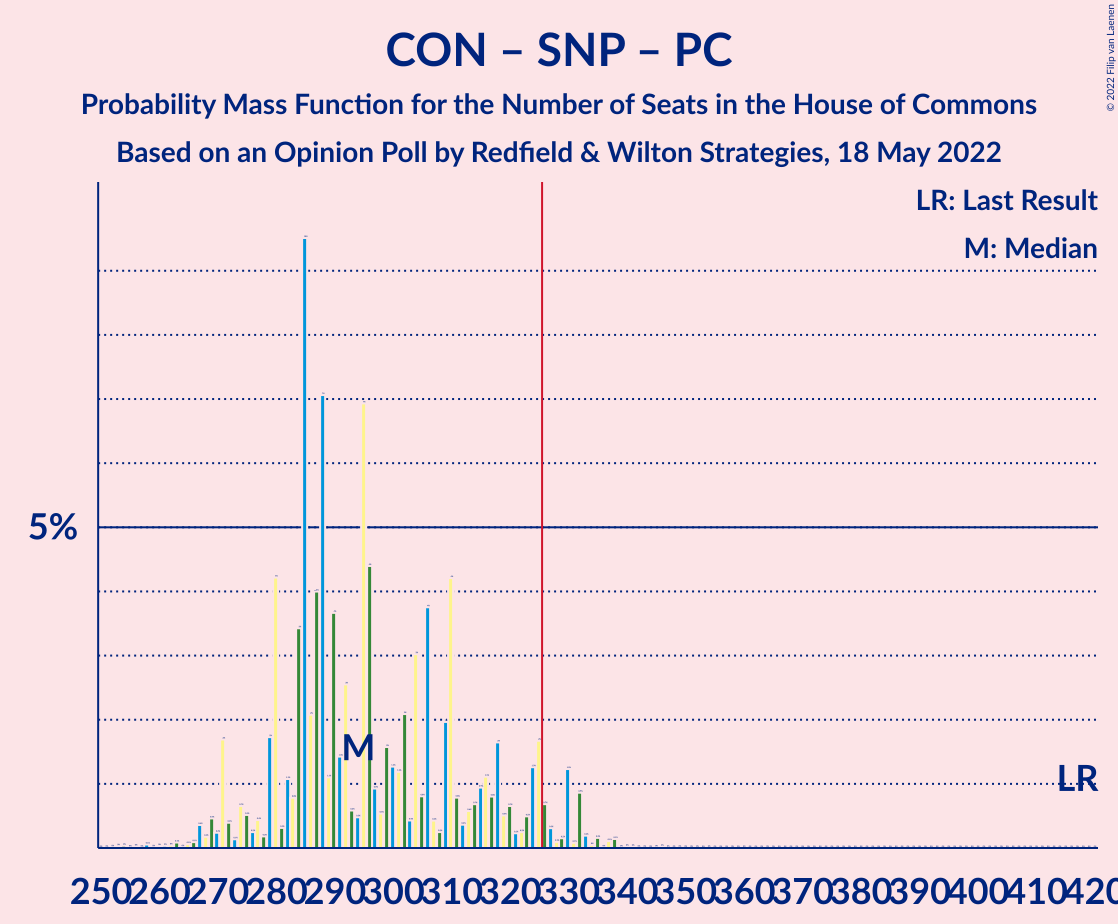 CON – SNP – PC
Probability Mass Function for the Number of Seats in the House of Commons
Based on an Opinion Poll by Redfield & Wilton Strategies, 18 May 2022
© 2022 Filip van Laenen
LR: Last Result
M: Median
5%
M
LR
250 260 270 280 290 300 310 320 330 340 350 360 370 380 390 400 410 420